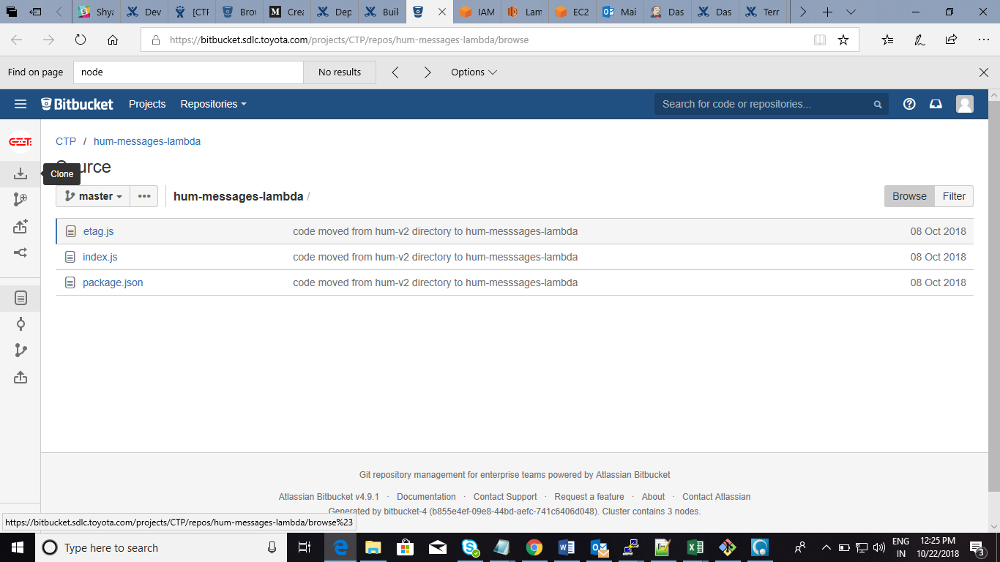 Shya Dev [CTF Brov Crea Dep Buil IAM Lam EC2 Mai Das Das Terr
https://bitbucket.sdlc.toyota.com/projects/CTP/repos/hum-messages-lambda/browse
Find on page node No results Options
Bitbucket Projects Repositories Search for code or repositories...
CTP / hum-messages-lambda
Source
Clone
master hum-messages-lambda / Browse Filter
etag.js code moved from hum-v2 directory to hum-messsages-lambda 08 Oct 2018
index.js code moved from hum-v2 directory to hum-messsages-lambda 08 Oct 2018
package.json code moved from hum-v2 directory to hum-messsages-lambda 08 Oct 2018
Git repository management for enterprise teams powered by Atlassian Bitbucket
Atlassian Bitbucket v4.9.1 · Documentation · Contact Support · Request a feature · About · Contact Atlassian
Generated by bitbucket-4 (b855e4ef-09e8-44bd-aefc-741c6406d048). Cluster contains 3 nodes.
https://bitbucket.sdlc.toyota.com/projects/CTP/repos/hum-messages-lambda/browse%23
Type here to search ENG 12:25 PM
IN 10/22/2018 3